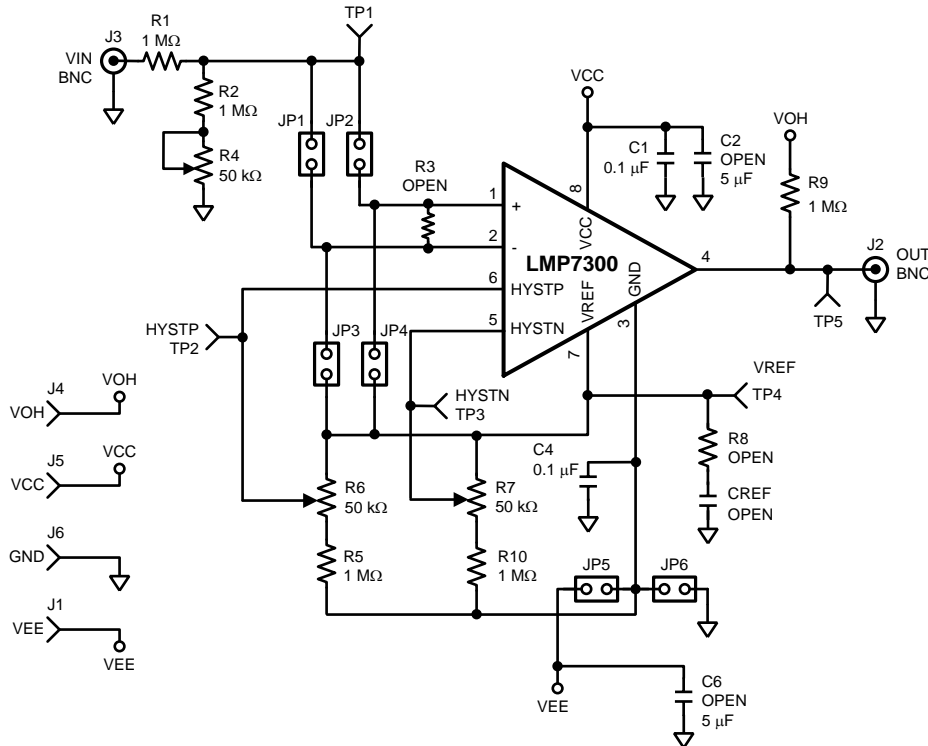 J3
VIN
BNC
R1
1 MΩ
TP1
R2
1 MΩ
R4
50 kΩ
JP1
JP2
R3
OPEN
VCC
C1
0.1 µF
C2
OPEN
5 µF
VOH
R9
1 MΩ
1
+
2
-
6
HYSTP
5
HYSTN
LMP7300
8
VCC
VREF
7
GND
3
4
J2
OUT
BNC
TP5
HYSTP
TP2
JP3
JP4
HYSTN
TP3
VREF
TP4
R8
OPEN
CREF
OPEN
C4
0.1 µF
R6
50 kΩ
R7
50 kΩ
R5
1 MΩ
R10
1 MΩ
JP5
JP6
VEE
C6
OPEN
5 µF
J4
VOH
VOH
J5
VCC
VCC
J6
GND
J1
VEE
VEE